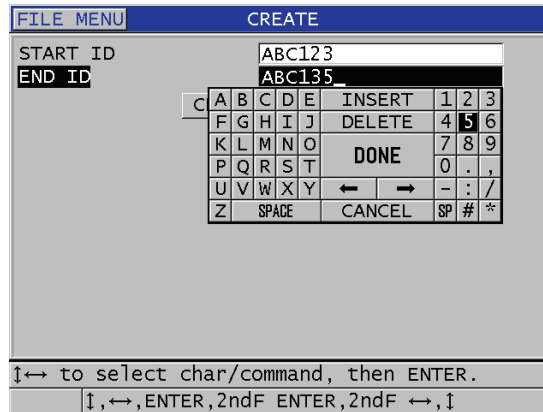 FILE MENU CREATE
START ID ABC123
END ID ABC135_
A B C D E INSERT 1 2 3
F G H I J DELETE 4 5 6
K L M N O DONE 7 8 9
P Q R S T 0 . ,
U V W X Y ← → - : /
Z SPACE CANCEL SP # *
↕↔ to select char/command, then ENTER.
↕,↔,ENTER,2ndF ENTER,2ndF ↔,↕